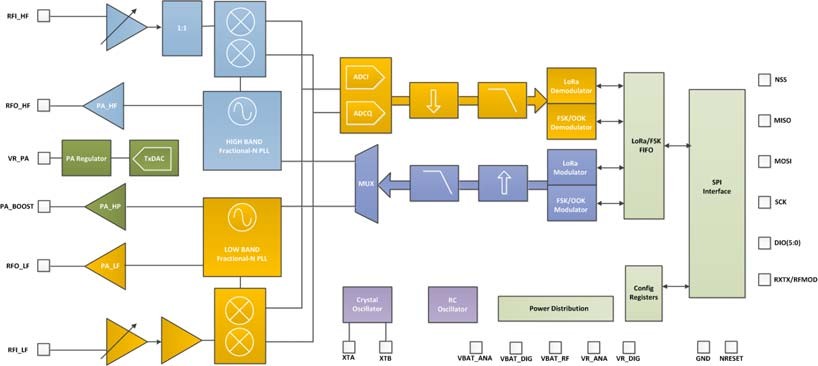 RFI_HF
1:1
RFO_HF
PA_HF
HIGH BAND
Fractional-N PLL
VR_PA
PA Regulator
TxDAC
PA_BOOST
PA_HP
LOW BAND
Fractional-N PLL
RFO_LF
PA_LF
RFI_LF
ADCI
ADCQ
MUX
LoRa
Demodulator
FSK/OOK
Demodulator
LoRa
Modulator
FSK/OOK
Modulator
LoRa/FSK
FIFO
SPI
Interface
NSS
MISO
MOSI
SCK
DIO(5:0)
RXTX/RFMOD
Crystal
Oscillator
RC
Oscillator
Power Distribution
Config
Registers
XTA
XTB
VBAT_ANA
VBAT_DIG
VBAT_RF
VR_ANA
VR_DIG
GND
NRESET